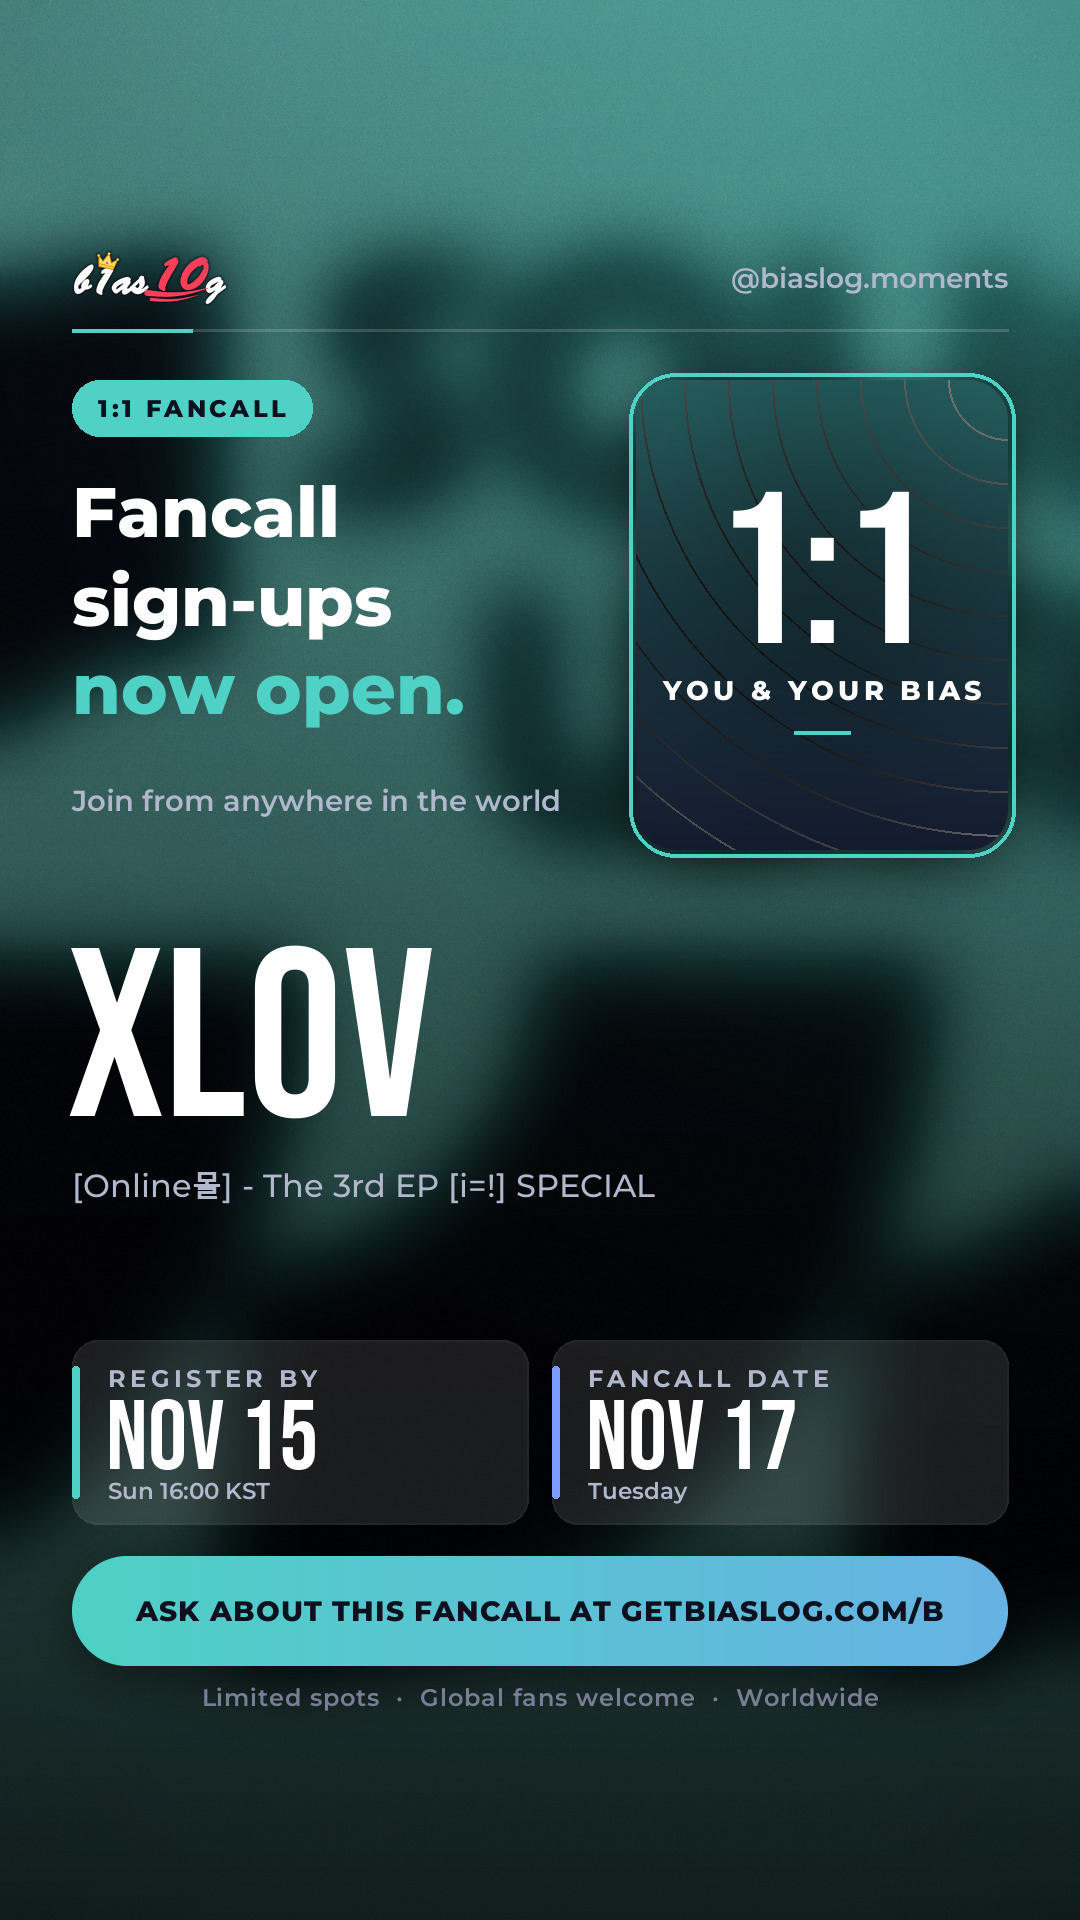 b1as10g
@biaslog.moments
1:1 FANCALL
Fancall
sign-ups
now open.
Join from anywhere in the world
1:1
YOU & YOUR BIAS
XLOV
[Online몰] - The 3rd EP [i=!] SPECIAL
REGISTER BY
NOV 15
Sun 16:00 KST
FANCALL DATE
NOV 17
Tuesday
ASK ABOUT THIS FANCALL AT GETBIASLOG.COM/B
Limited spots · Global fans welcome · Worldwide